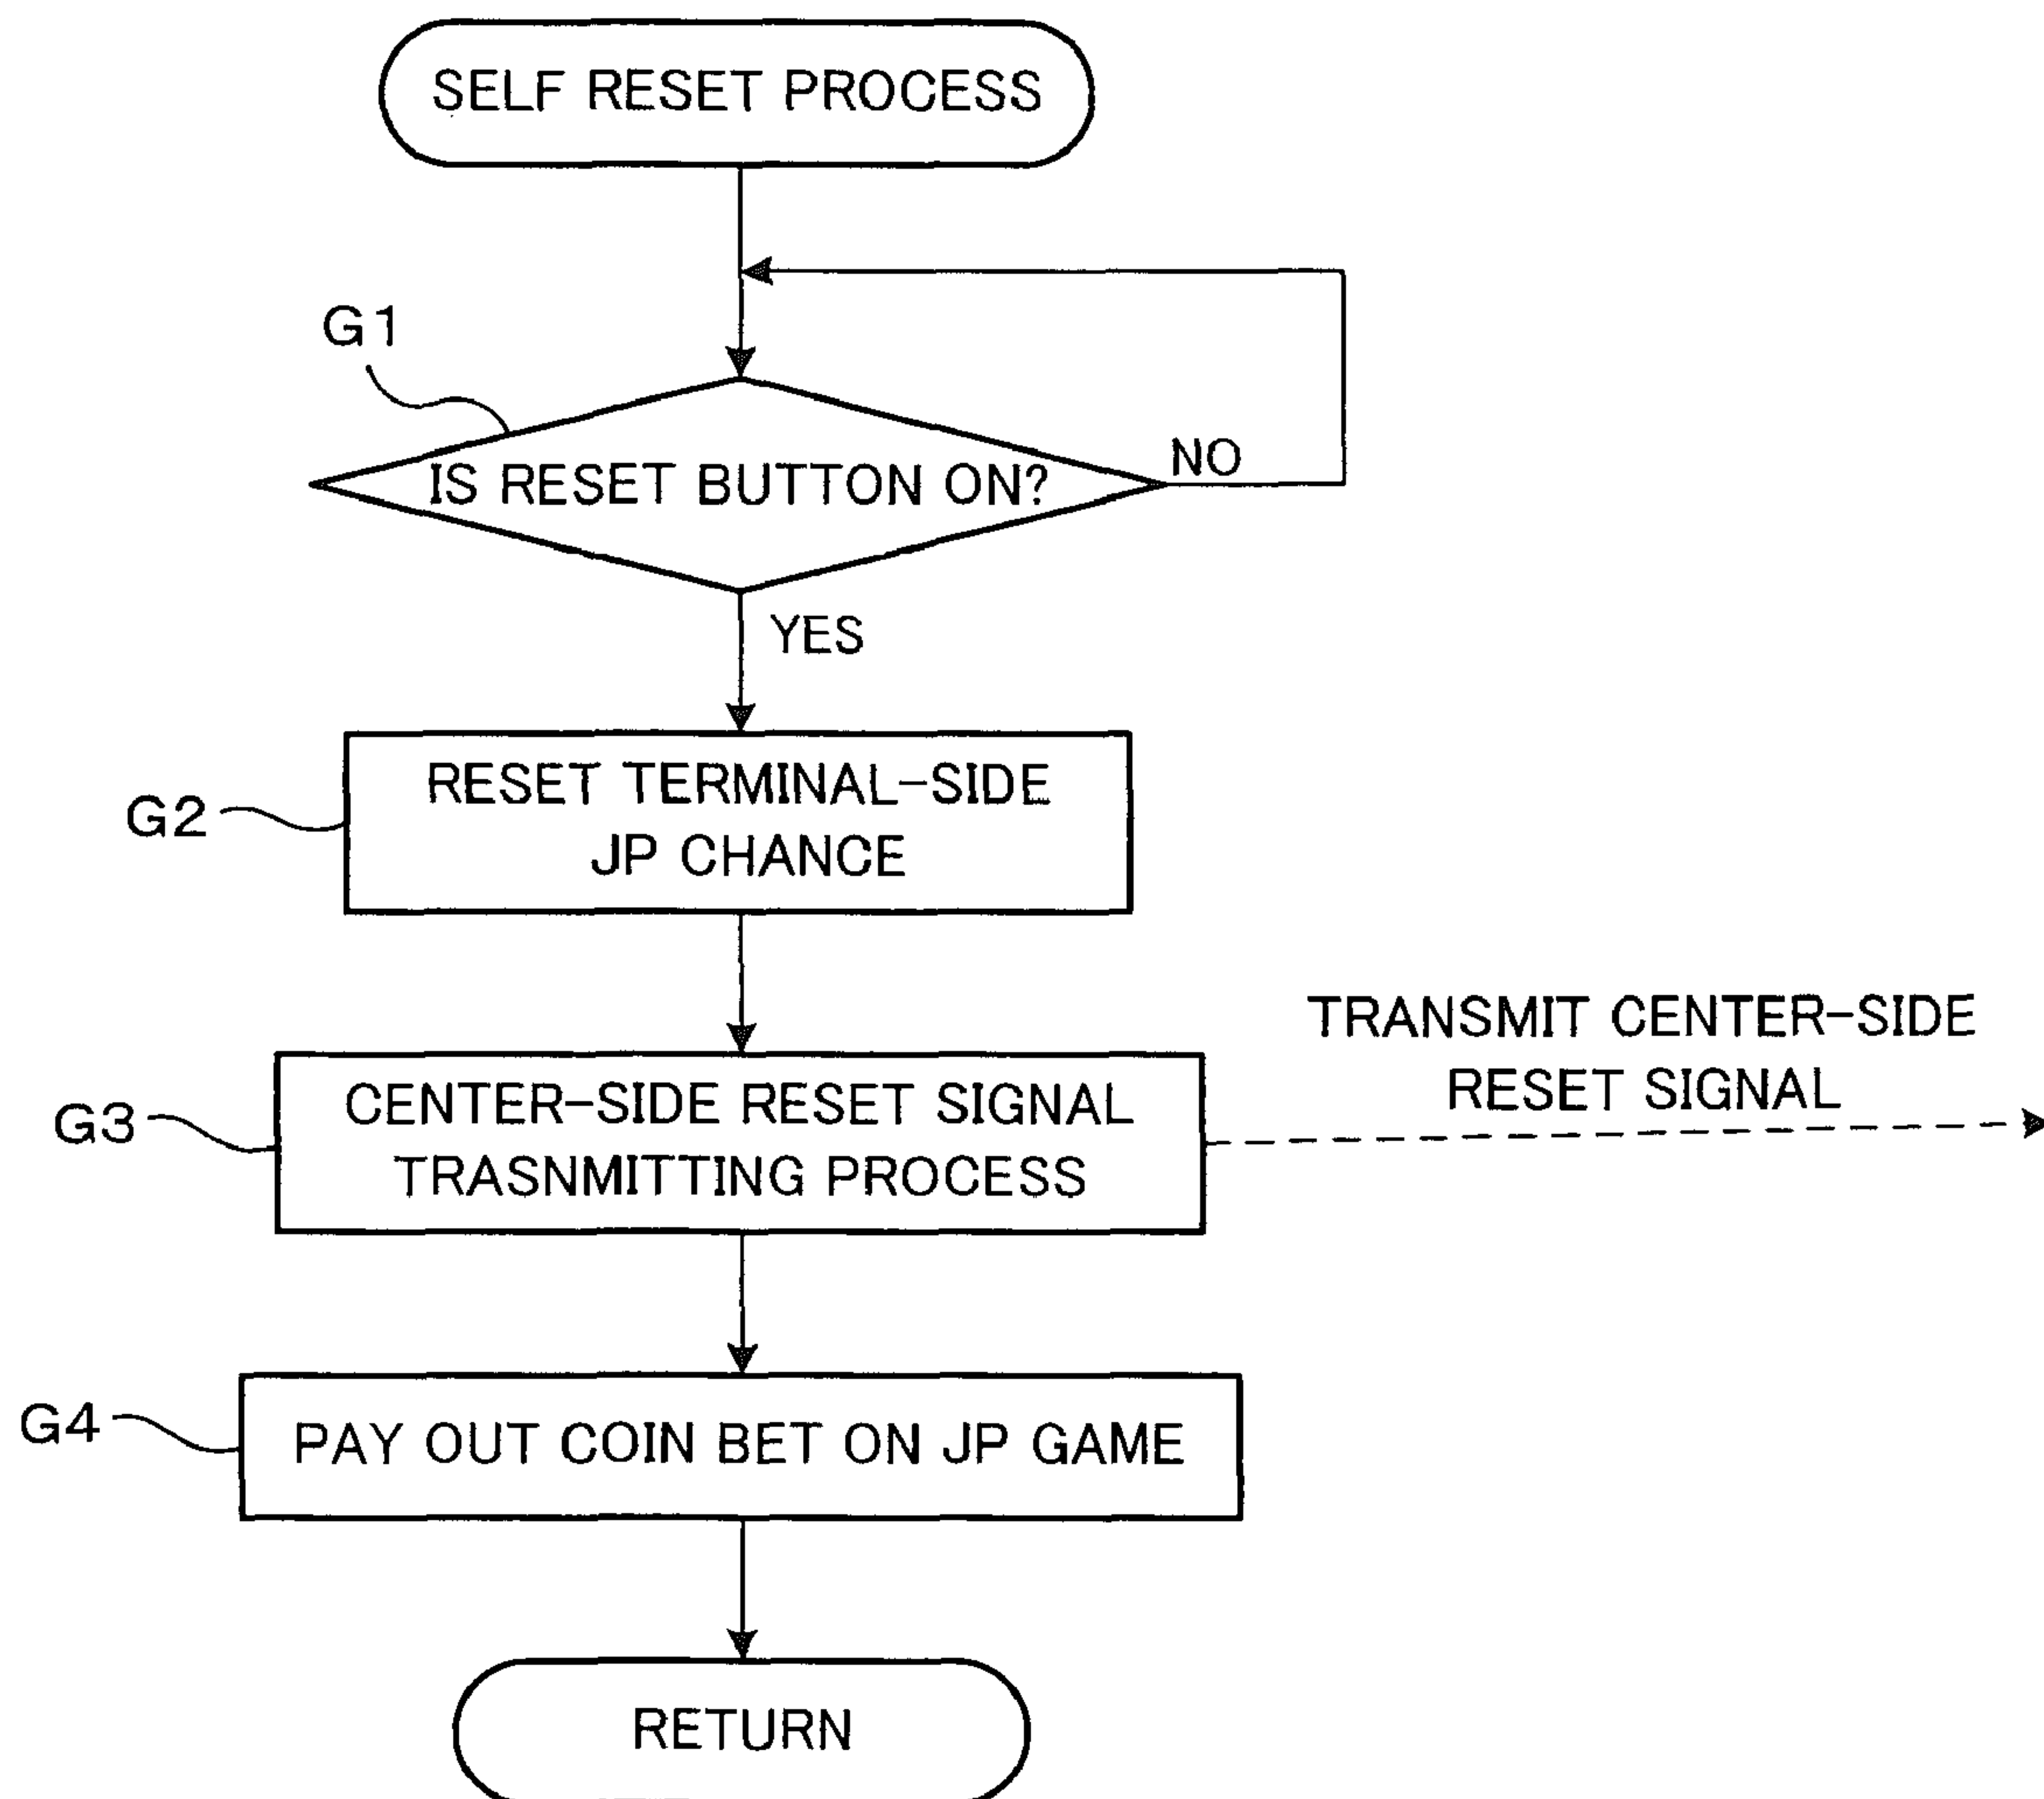 SELF RESET PROCESS
G1
IS RESET BUTTON ON?
NO
YES
G2
RESET TERMINAL-SIDE
JP CHANCE
TRANSMIT CENTER-SIDE
RESET SIGNAL
G3
CENTER-SIDE RESET SIGNAL
TRASNMITTING PROCESS
G4
PAY OUT COIN BET ON JP GAME
RETURN